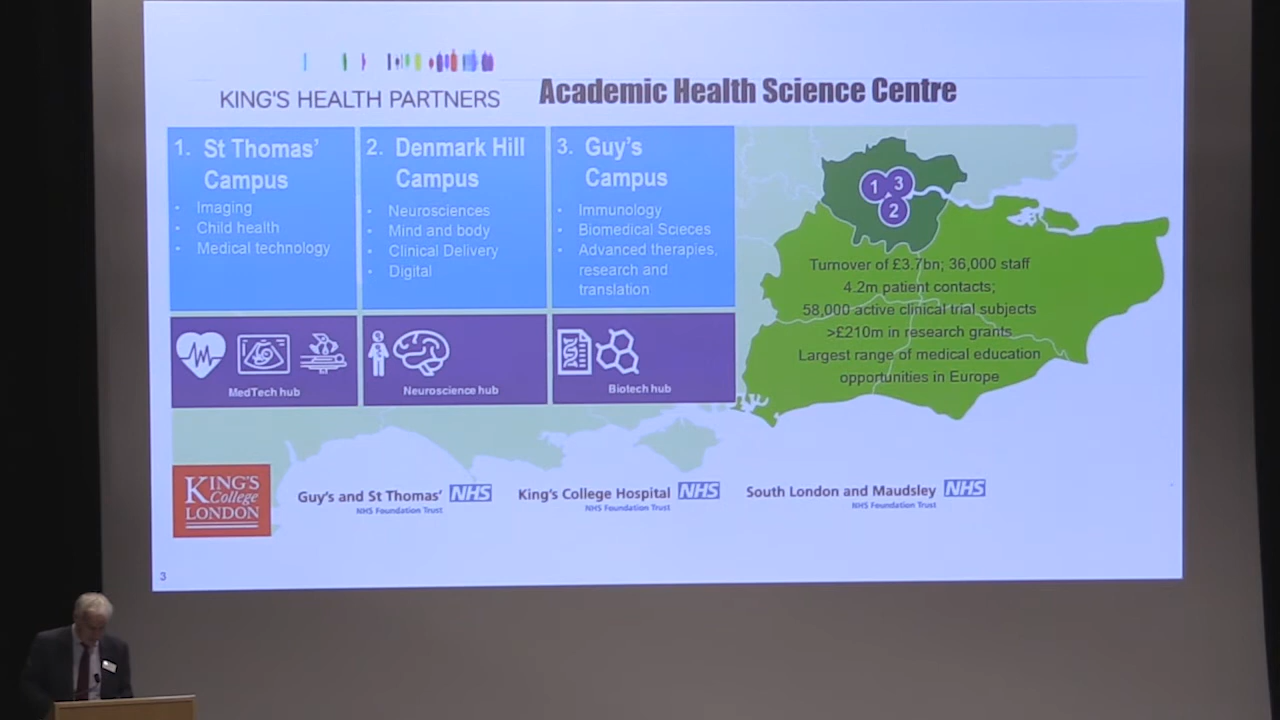 KING'S HEALTH PARTNERS
Academic Health Science Centre
1. St Thomas'
Campus
• Imaging
• Child health
• Medical technology
2. Denmark Hill
Campus
• Neurosciences
• Mind and body
• Clinical Delivery
• Digital
3. Guy's
Campus
• Immunology
• Biomedical Scieces
• Advanced therapies,
research and
translation
MedTech hub
Neuroscience hub
Biotech hub
1
3
2
Turnover of £3.7bn; 36,000 staff
4.2m patient contacts;
58,000 active clinical trial subjects
>£210m in research grants
Largest range of medical education
opportunities in Europe
KING'S
College
LONDON
Guy's and St Thomas' NHS
NHS Foundation Trust
King's College Hospital NHS
NHS Foundation Trust
South London and Maudsley NHS
NHS Foundation Trust
3